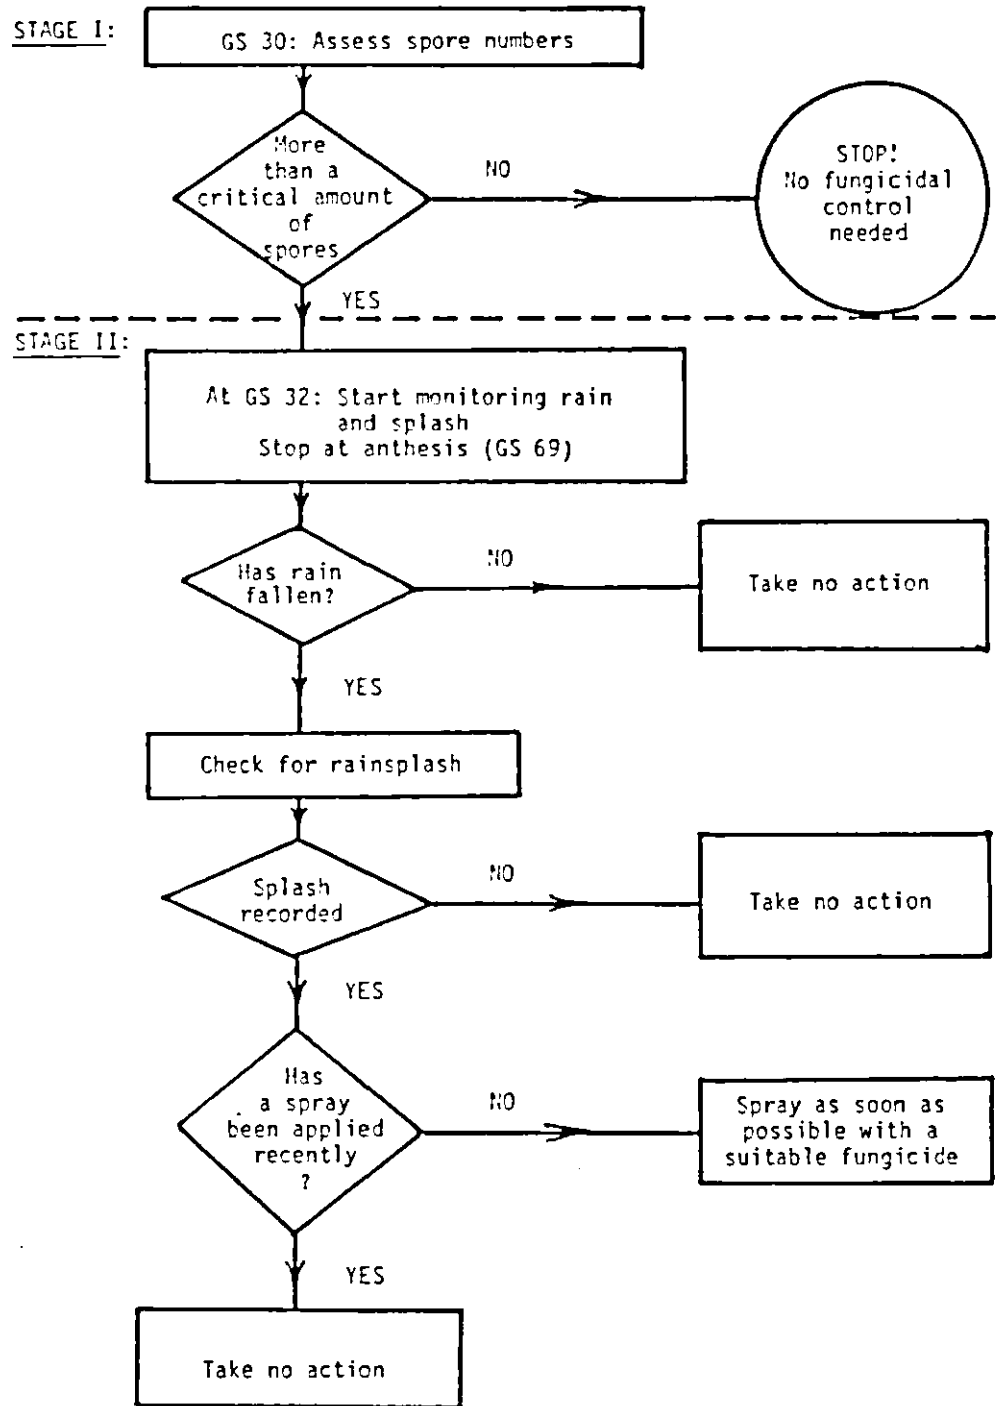 STAGE I:
GS 30: Assess spore numbers
More
than a
critical amount
of
spores
NO
STOP!
No fungicidal
control
needed
YES
STAGE II:
At GS 32: Start monitoring rain
and splash
Stop at anthesis (GS 69)
Has rain
fallen?
NO
Take no action
YES
Check for rainsplash
Splash
recorded
NO
Take no action
YES
Has
a spray
been applied
recently
?
NO
Spray as soon as
possible with a
suitable fungicide
YES
Take no action